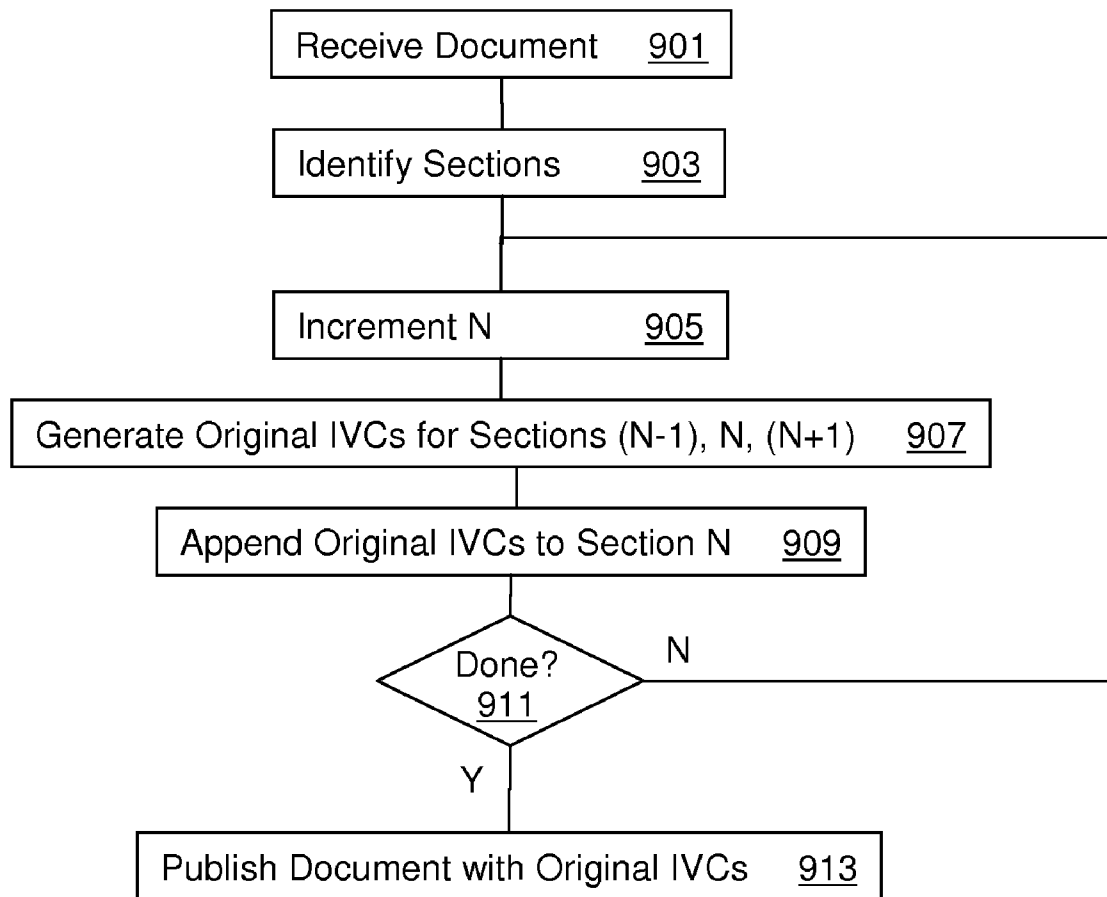 Receive Document 901
Identify Sections 903
Increment N 905
Generate Original IVCs for Sections (N-1), N, (N+1) 907
Append Original IVCs to Section N 909
Done?
911
N
Y
Publish Document with Original IVCs 913